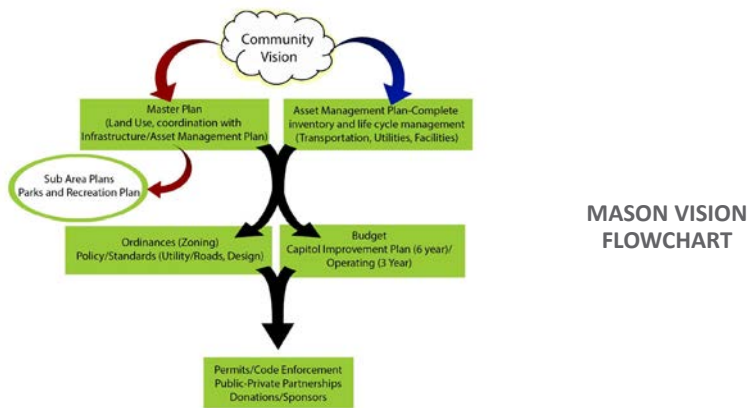 Community
Vision
Master Plan
(Land Use, coordination with
Infrastructure/Asset Management Plan)
Asset Management Plan-Complete
inventory and life cycle management
(Transportation, Utilities, Facilities)
Sub Area Plans
Parks and Recreation Plan
Ordinances (Zoning)
Policy/Standards (Utility/Roads, Design)
Budget
Capitol Improvement Plan (6 year)/
Operating (3 Year)
MASON VISION
FLOWCHART
Permits/Code Enforcement
Public-Private Partnerships
Donations/Sponsors